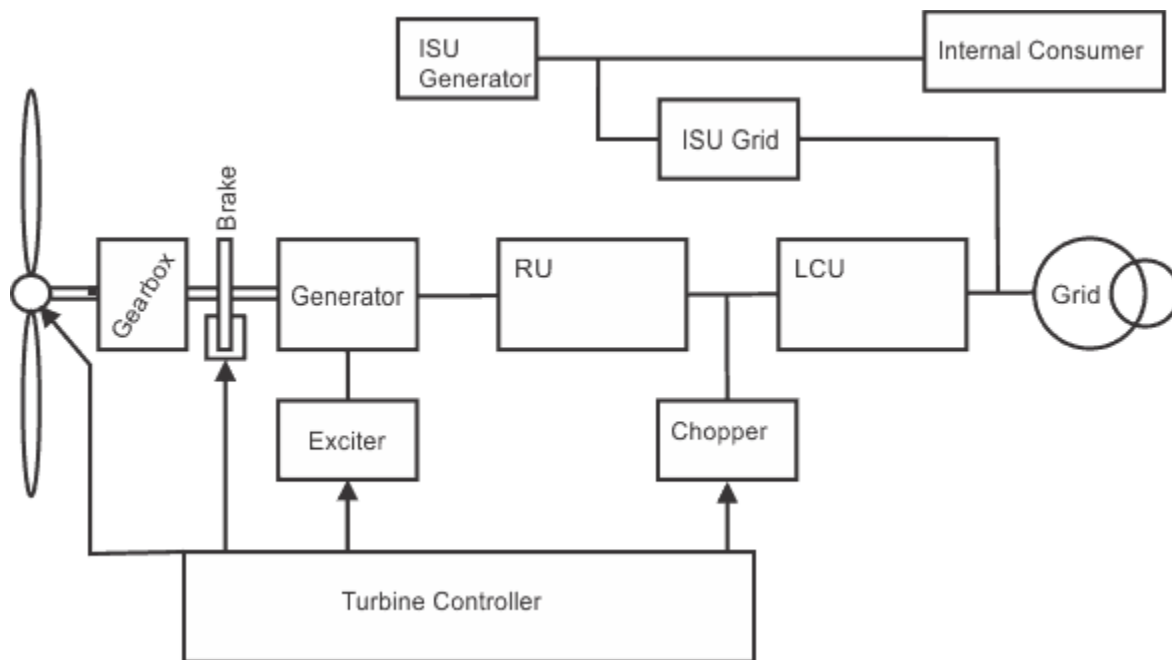 ISU
Generator
Internal Consumer
ISU Grid
Brake
Gearbox
Generator
RU
LCU
Grid
Exciter
Chopper
Turbine Controller